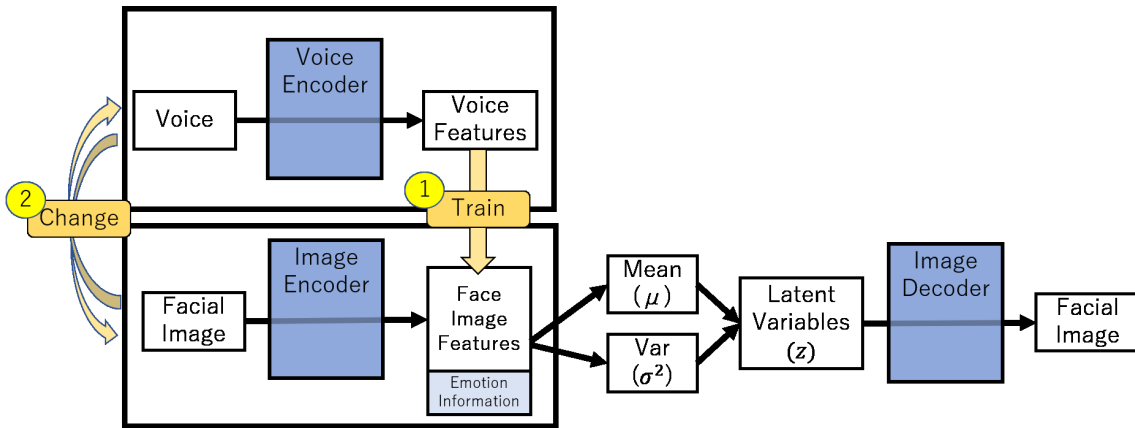 Voice
Encoder
Voice
Voice
Features
1
Train
2
Change
Image
Encoder
Facial
Image
Face
Image
Features
Emotion
Information
Mean
(μ)
Var
(σ²)
Latent
Variables
(z)
Image
Decoder
Facial
Image